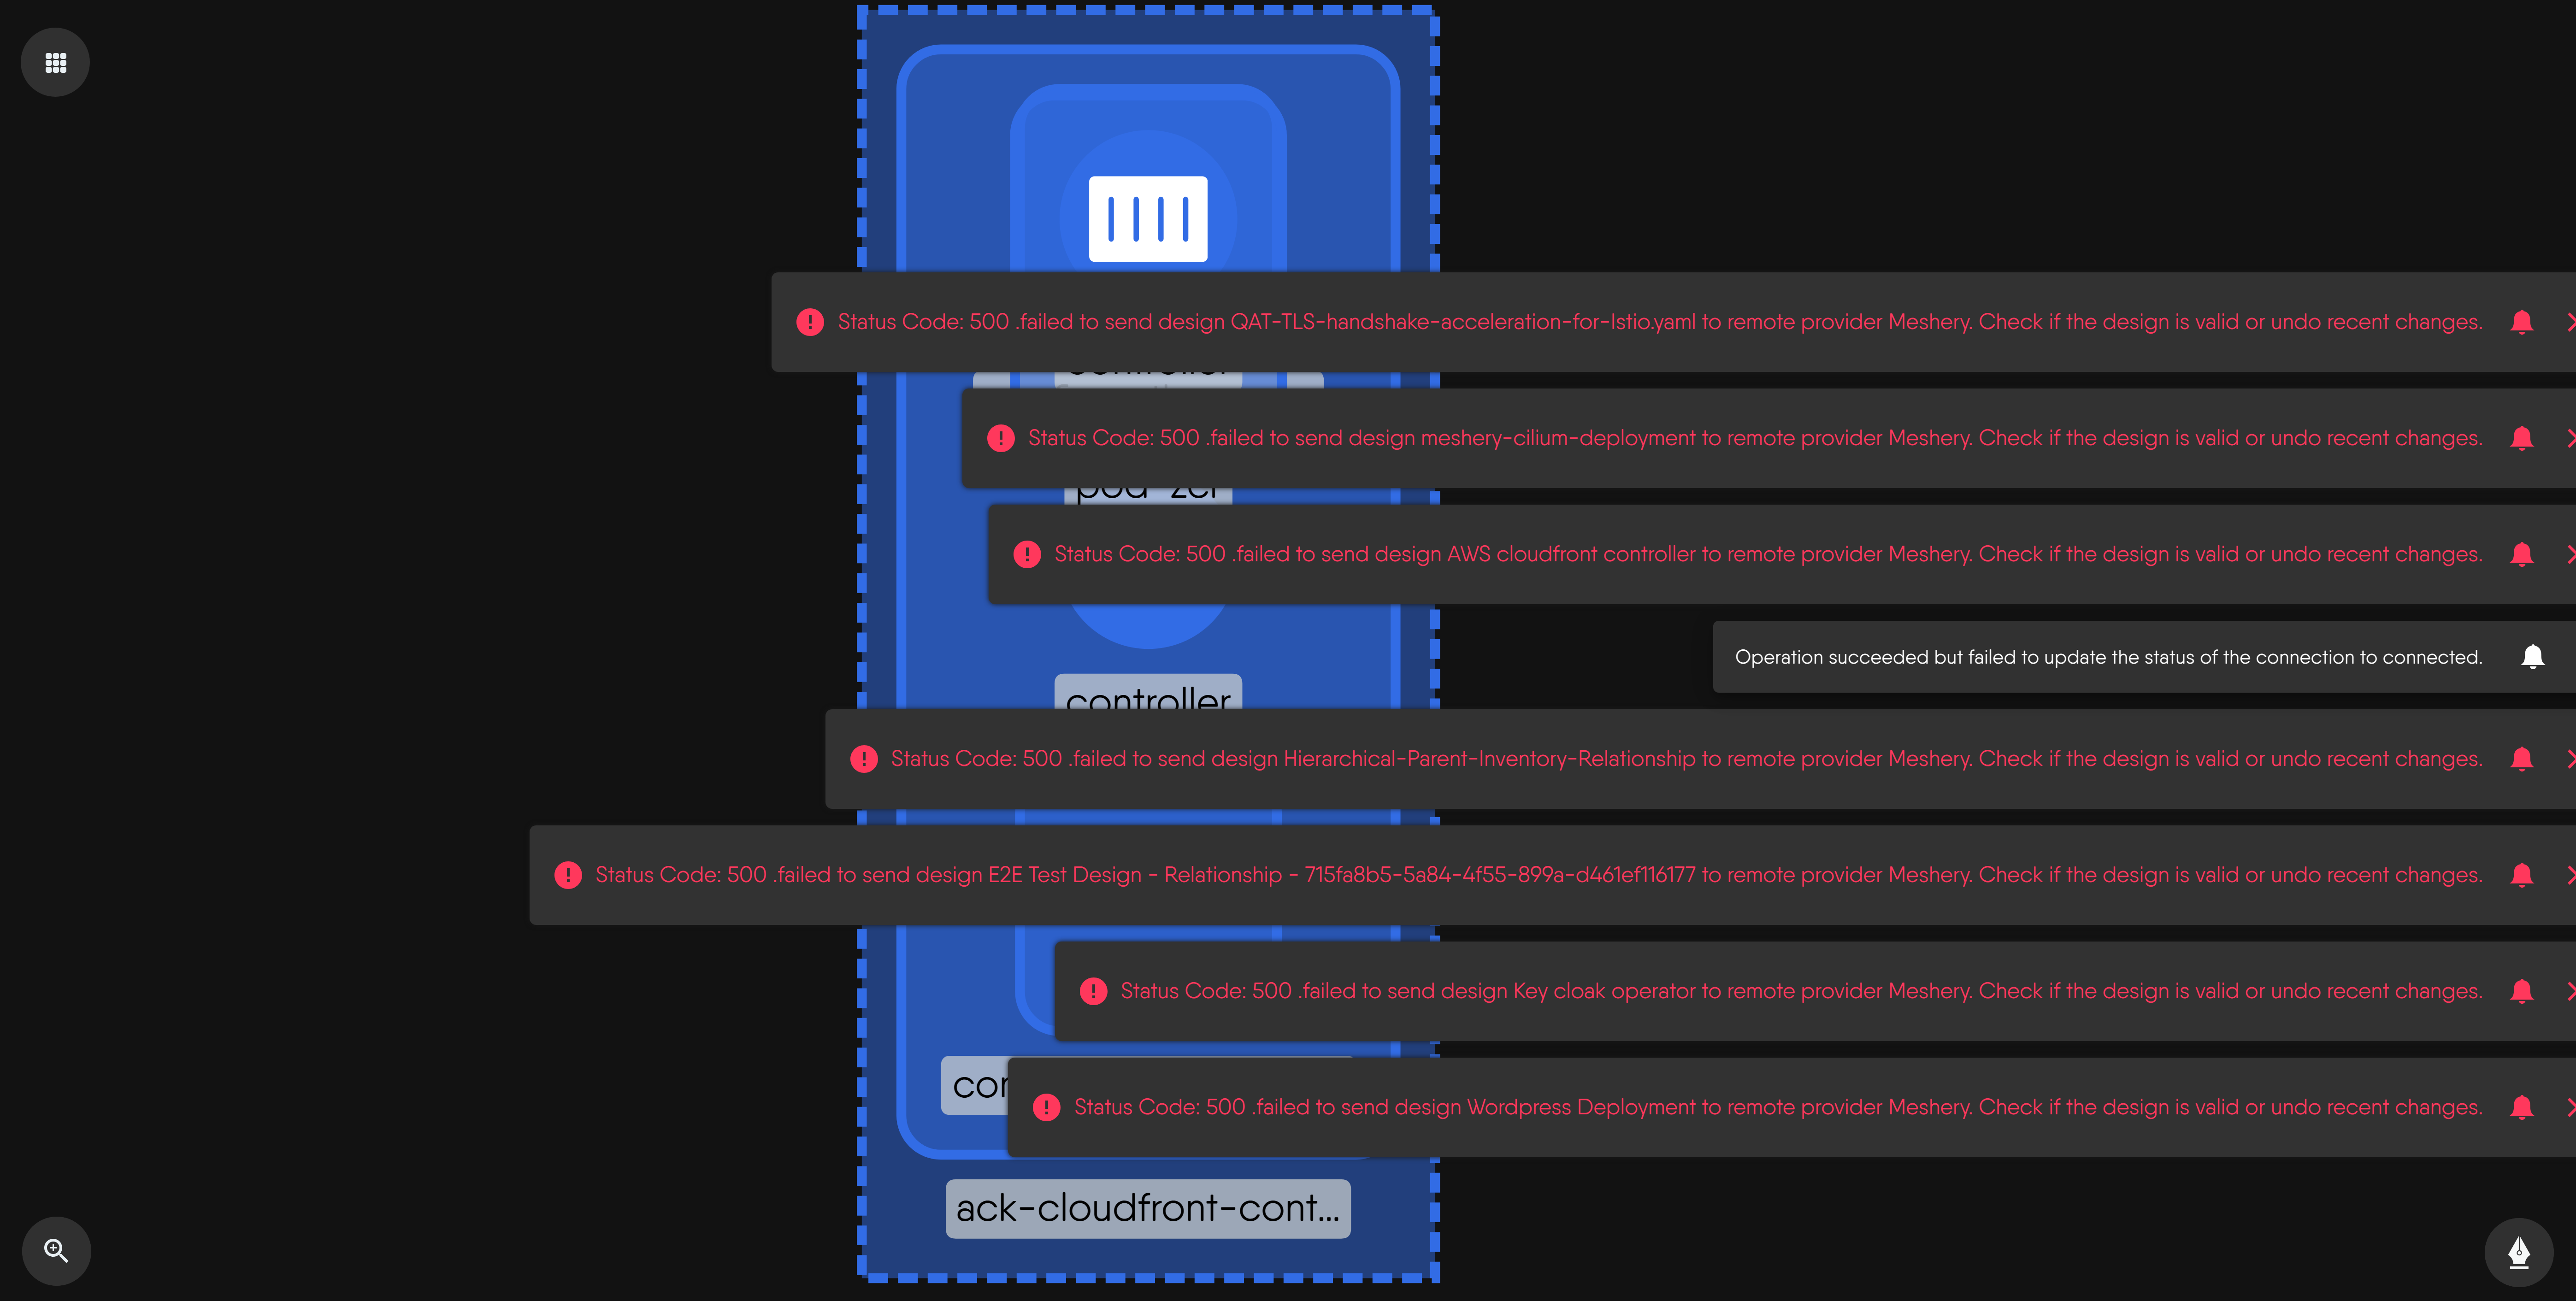 Status Code: 500 .failed to send design QAT-TLS-handshake-acceleration-for-Istio.yaml to remote provider Meshery. Check if the design is valid or undo recent changes.
Status Code: 500 .failed to send design meshery-cilium-deployment to remote provider Meshery. Check if the design is valid or undo recent changes.
Status Code: 500 .failed to send design AWS cloudfront controller to remote provider Meshery. Check if the design is valid or undo recent changes.
Operation succeeded but failed to update the status of the connection to connected.
controller
Status Code: 500 .failed to send design Hierarchical-Parent-Inventory-Relationship to remote provider Meshery. Check if the design is valid or undo recent changes.
Status Code: 500 .failed to send design E2E Test Design - Relationship - 715fa8b5-5a84-4f55-899a-d461ef116177 to remote provider Meshery. Check if the design is valid or undo recent changes.
Status Code: 500 .failed to send design Key cloak operator to remote provider Meshery. Check if the design is valid or undo recent changes.
Status Code: 500 .failed to send design Wordpress Deployment to remote provider Meshery. Check if the design is valid or undo recent changes.
ack-cloudfront-cont...